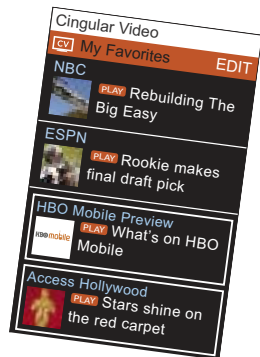 Cingular Video
CV My Favorites EDIT
NBC
PLAY Rebuilding The
Big Easy
ESPN
PLAY Rookie makes
final draft pick
HBO Mobile Preview
HBO mobile
PLAY What's on HBO
Mobile
Access Hollywood
PLAY Stars shine on
the red carpet